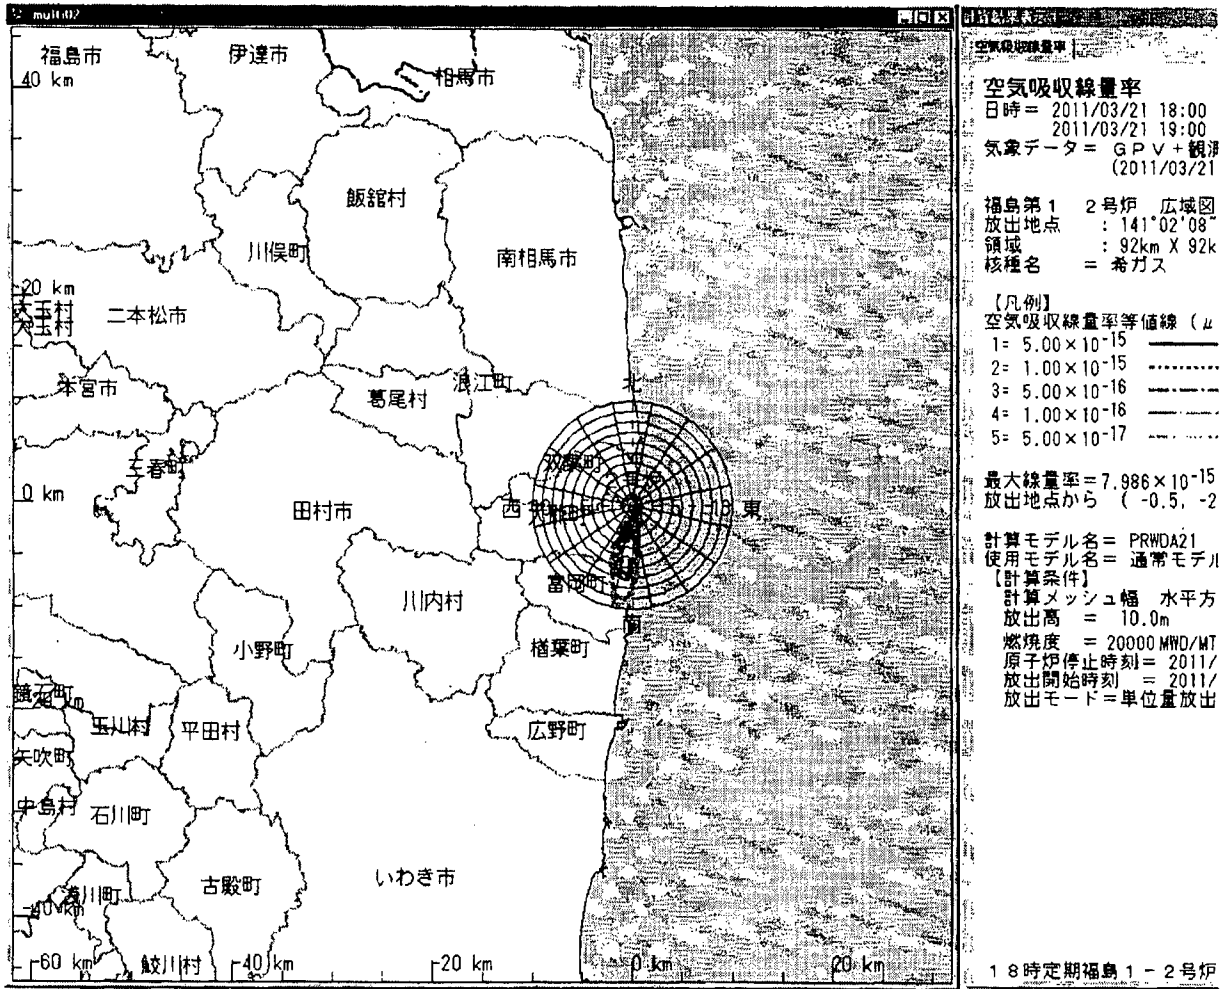 mult02
福島市
伊達市
相馬市
40 km
飯舘村
川俣町
南相馬市
20 km
大玉村
二本松市
本宮市
葛尾村
浪江町
北
三春町
双葉町
0 km
田村市
西
東
富岡町
川内村
南
小野町
楢葉町
鏡石町
玉川村
平田村
広野町
矢吹町
中島村
石川町
浅川町
古殿町
いわき市
-40 km
鮫川村
-60 km
-40 km
-20 km
0 km
20 km
空気吸収線量率
空気吸収線量率
日時= 2011/03/21 18:00
2011/03/21 19:00
気象データ= GPV+観測
(2011/03/21
福島第1 2号炉 広域図
放出地点 : 141°02'08"
領域 : 92km X 92k
核種名 = 希ガス
【凡例】
空気吸収線量率等値線 (μ
1= 5.00×10-15
2= 1.00×10-15
3= 5.00×10-16
4= 1.00×10-16
5= 5.00×10-17
最大線量率=7.986×10-15
放出地点から ( -0.5, -2
計算モデル名= PRWDA21
使用モデル名= 通常モデル
【計算条件】
計算メッシュ幅 水平方
放出高 = 10.0m
燃焼度 = 20000MWD/MT
原子炉停止時刻= 2011/
放出開始時刻 = 2011/
放出モード=単位量放出
18時定期福島1-2号炉